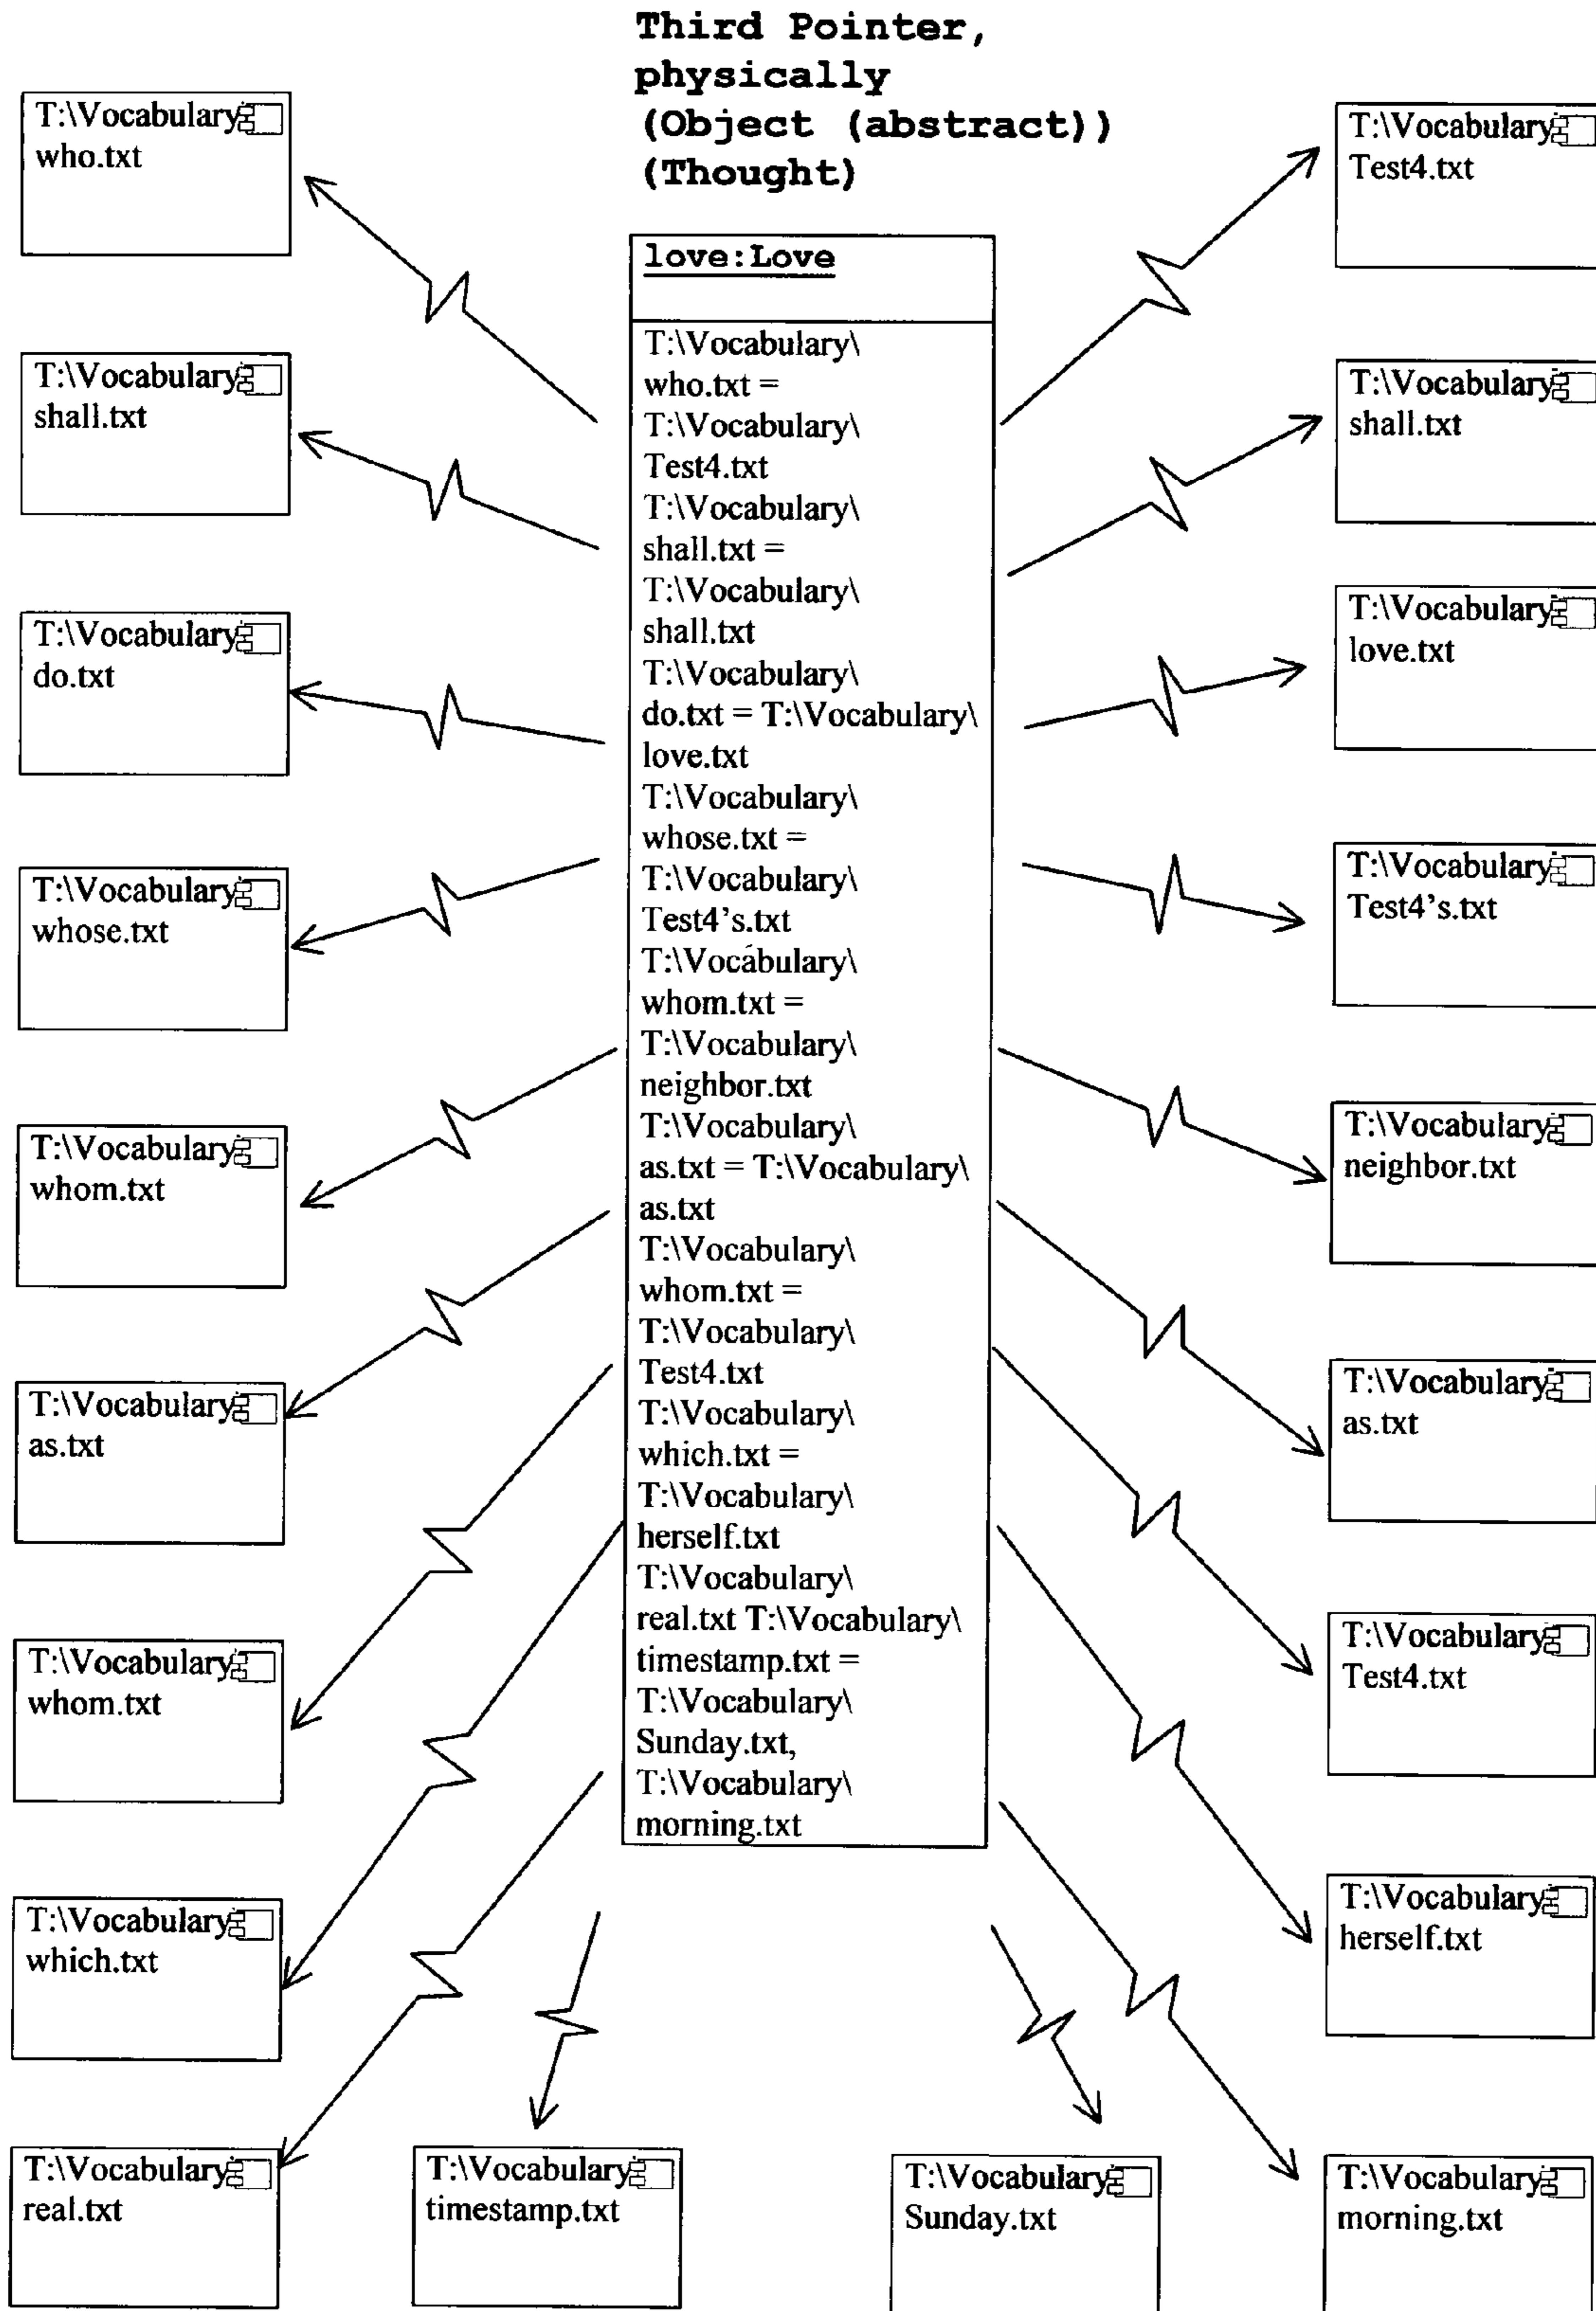 Third Pointer,
physically
(Object (abstract))
(Thought)
T:\Vocabulary
who.txt
T:\Vocabulary
shall.txt
T:\Vocabulary
do.txt
T:\Vocabulary
whose.txt
T:\Vocabulary
whom.txt
T:\Vocabulary
as.txt
T:\Vocabulary
whom.txt
T:\Vocabulary
which.txt
T:\Vocabulary
real.txt
T:\Vocabulary
timestamp.txt
love:Love
T:\Vocabulary\
who.txt =
T:\Vocabulary\
Test4.txt
T:\Vocabulary\
shall.txt =
T:\Vocabulary\
shall.txt
T:\Vocabulary\
do.txt = T:\Vocabulary\
love.txt
T:\Vocabulary\
whose.txt =
T:\Vocabulary\
Test4’s.txt
T:\Vocabulary\
whom.txt =
T:\Vocabulary\
neighbor.txt
T:\Vocabulary\
as.txt = T:\Vocabulary\
as.txt
T:\Vocabulary\
whom.txt =
T:\Vocabulary\
Test4.txt
T:\Vocabulary\
which.txt =
T:\Vocabulary\
herself.txt
T:\Vocabulary\
real.txt T:\Vocabulary\
timestamp.txt =
T:\Vocabulary\
Sunday.txt,
T:\Vocabulary\
morning.txt
T:\Vocabulary
Test4.txt
T:\Vocabulary
shall.txt
T:\Vocabulary
love.txt
T:\Vocabulary
Test4’s.txt
T:\Vocabulary
neighbor.txt
T:\Vocabulary
as.txt
T:\Vocabulary
Test4.txt
T:\Vocabulary
herself.txt
T:\Vocabulary
Sunday.txt
T:\Vocabulary
morning.txt